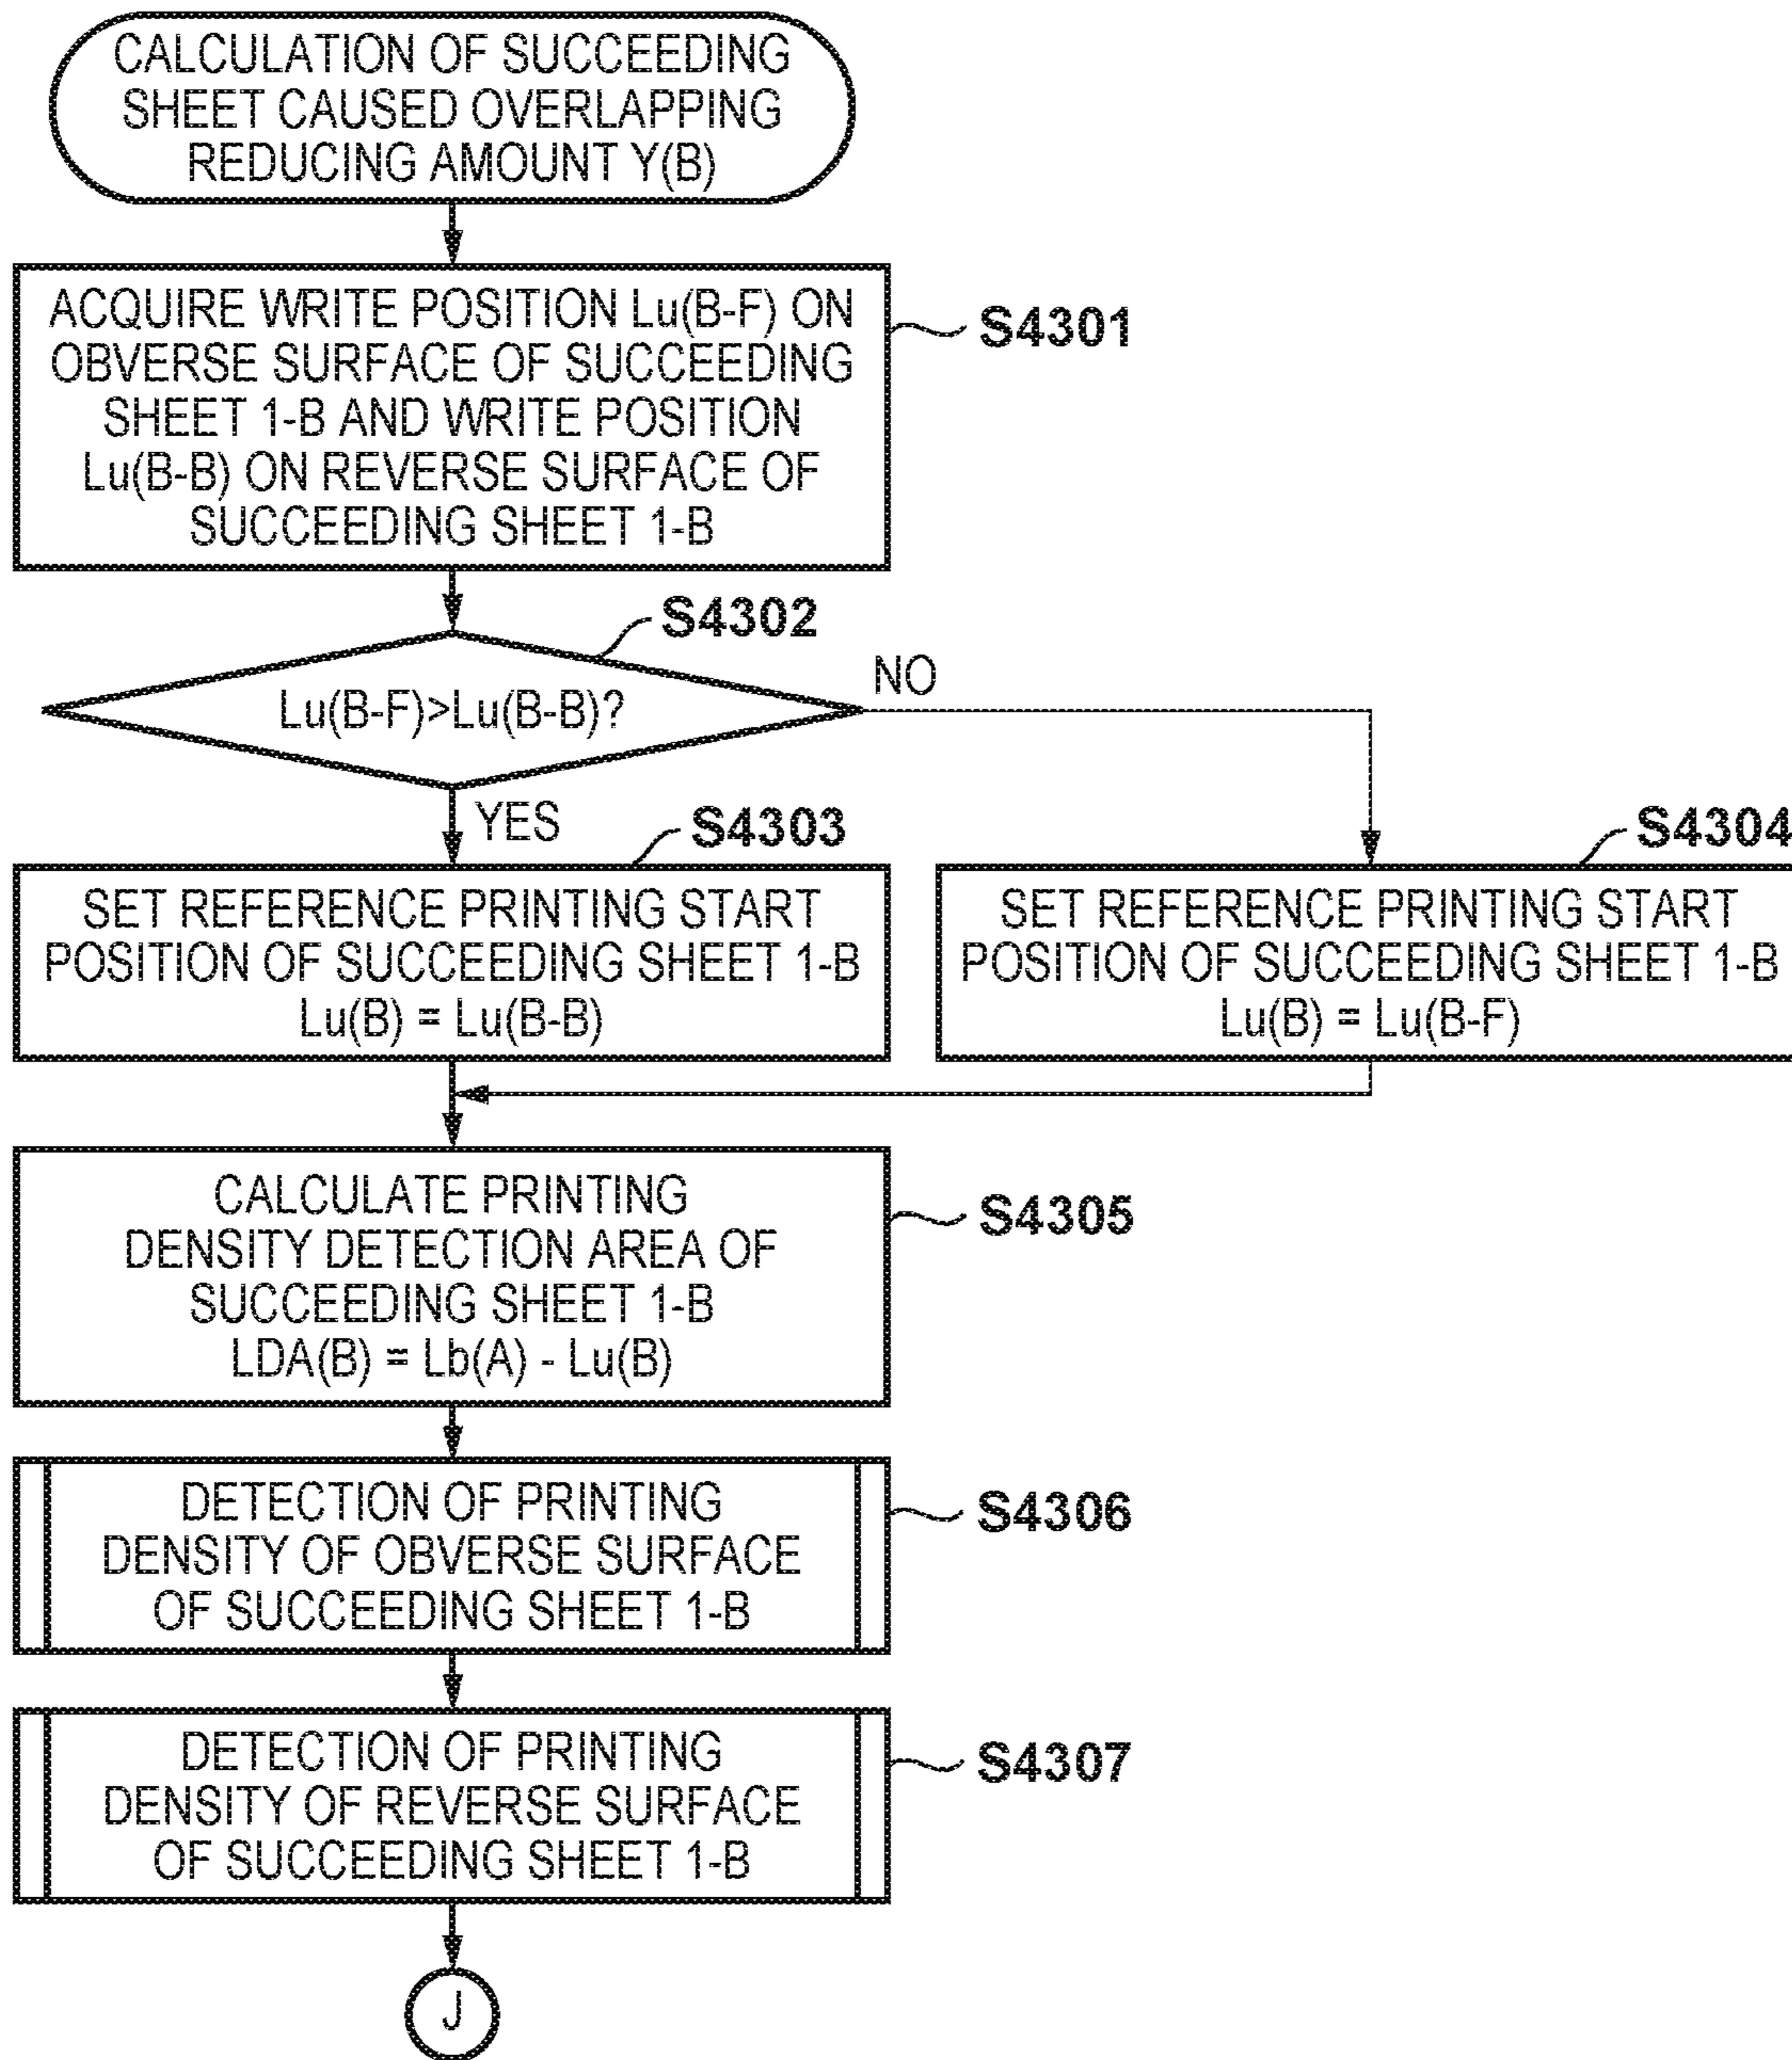 CALCULATION OF SUCCEEDING
SHEET CAUSED OVERLAPPING
REDUCING AMOUNT Y(B)
ACQUIRE WRITE POSITION Lu(B-F) ON
OBVERSE SURFACE OF SUCCEEDING
SHEET 1-B AND WRITE POSITION
Lu(B-B) ON REVERSE SURFACE OF
SUCCEEDING SHEET 1-B
S4301
S4302
Lu(B-F)>Lu(B-B)?
NO
YES
S4303
SET REFERENCE PRINTING START
POSITION OF SUCCEEDING SHEET 1-B
Lu(B) = Lu(B-B)
S4304
SET REFERENCE PRINTING START
POSITION OF SUCCEEDING SHEET 1-B
Lu(B) = Lu(B-F)
CALCULATE PRINTING
DENSITY DETECTION AREA OF
SUCCEEDING SHEET 1-B
LDA(B) = Lb(A) - Lu(B)
S4305
DETECTION OF PRINTING
DENSITY OF OBVERSE SURFACE
OF SUCCEEDING SHEET 1-B
S4306
DETECTION OF PRINTING
DENSITY OF REVERSE SURFACE
OF SUCCEEDING SHEET 1-B
S4307
J